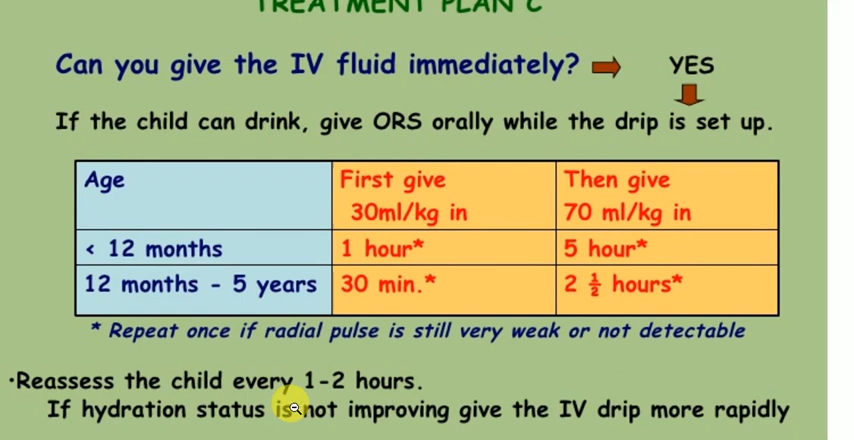 TREATMENT PLAN C
Can you give the IV fluid immediately? YES
If the child can drink, give ORS orally while the drip is set up.
Age First give Then give
30ml/kg in 70 ml/kg in
< 12 months 1 hour* 5 hour*
12 months - 5 years 30 min.* 2 ½ hours*
* Repeat once if radial pulse is still very weak or not detectable
•Reassess the child every 1-2 hours.
If hydration status is not improving give the IV drip more rapidly